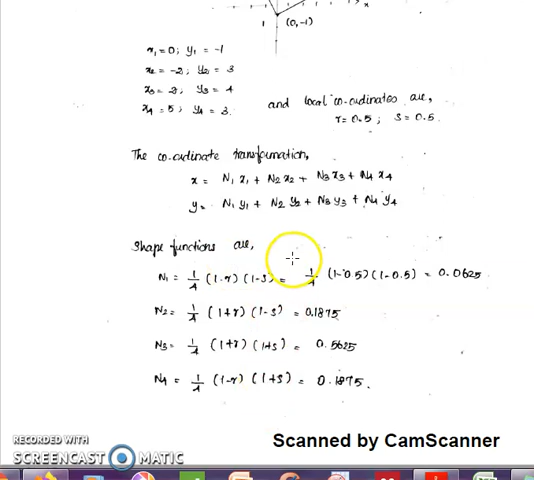 x
1 (0,-1)
x₁=0; y₁ = -1
x₂ = -2; y₂ = 3
x₃ = 2; y₃ = 4
x₄ = 5; y₄ = 3.
and local co-ordinates are,
r=0.5; s=0.5.
The co-ordinate transformation,
x = N₁ x₁ + N₂ x₂ + N₃ x₃ + N₄ x₄
y = N₁ y₁ + N₂ y₂ + N₃ y₃ + N₄ y₄
Shape functions are,
N₁ = 1/4 (1-r) (1-s) = 1/4 (1-0.5) (1-0.5) = 0.0625
N₂ = 1/4 (1+r) (1-s) = 0.1875
N₃ = 1/4 (1+r) (1+s) = 0.5625
N₄ = 1/4 (1-r) (1+s) = 0.1875.
RECORDED WITH
SCREENCAST MATIC
Scanned by CamScanner